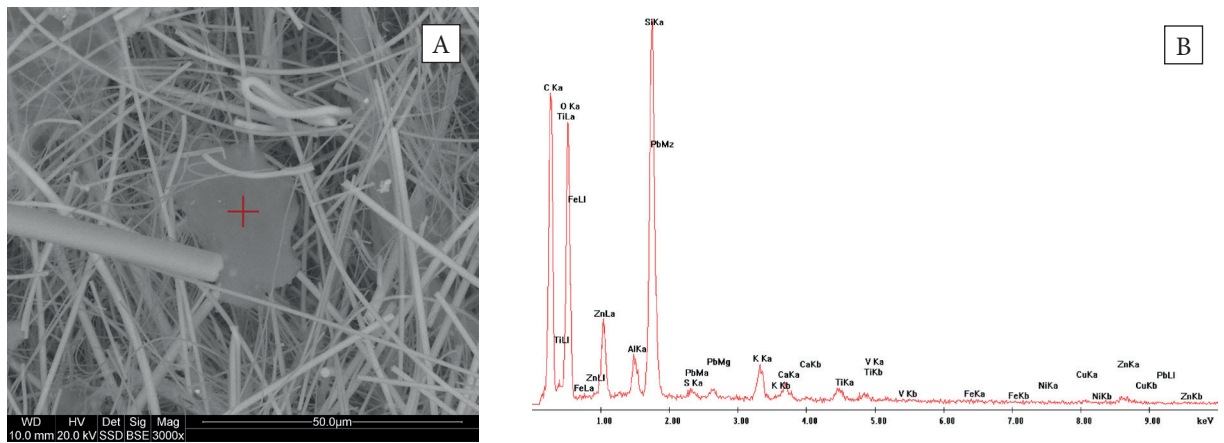 A
WD HV Det Sig Mag 50.0µm
10.0 mm 20.0 kV SSD BSE 3000x
B
SiKa
C Ka
O Ka
TiLa
PbMz
FeLl
ZnLa
TiLl
AlKa
ZnLl
FeLa
PbMa
S Ka
PbMg
K Ka
K Kb
CaKa
CaKb
TiKa
V Ka
TiKb
V Kb
FeKa
FeKb
NiKa
CuKa
NiKb
ZnKa
CuKb
PbLl
ZnKb
1.00 2.00 3.00 4.00 5.00 6.00 7.00 8.00 9.00 keV